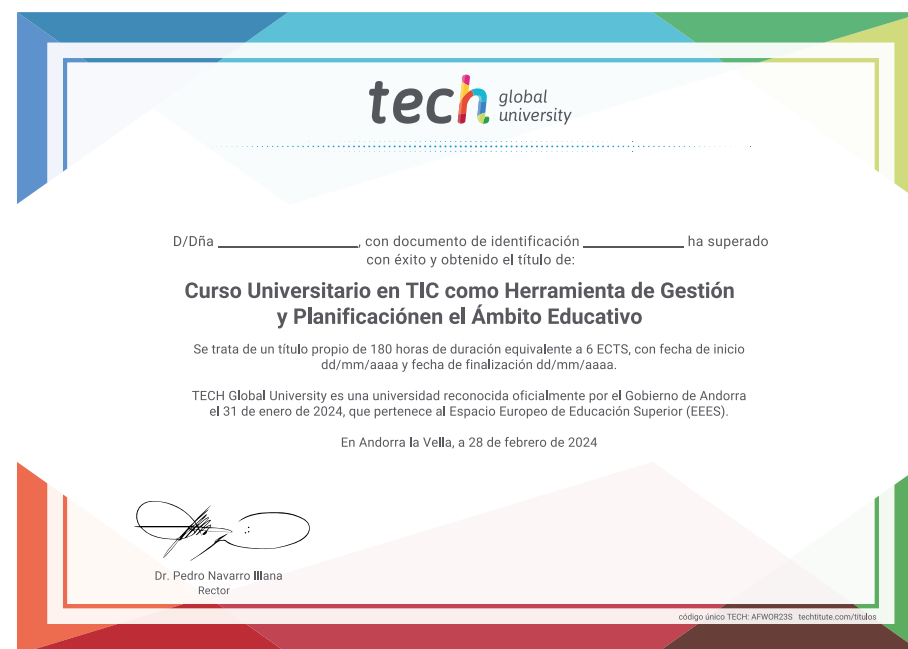 tech global university
D/Dña ____________, con documento de identificación ____________ ha superado
con éxito y obtenido el título de:
Curso Universitario en TIC como Herramienta de Gestión
y Planificaciónen el Ámbito Educativo
Se trata de un título propio de 180 horas de duración equivalente a 6 ECTS, con fecha de inicio
dd/mm/aaaa y fecha de finalización dd/mm/aaaa.
TECH Global University es una universidad reconocida oficialmente por el Gobierno de Andorra
el 31 de enero de 2024, que pertenece al Espacio Europeo de Educación Superior (EEES).
En Andorra la Vella, a 28 de febrero de 2024
Dr. Pedro Navarro Illana
Rector
código único TECH: AFWOR23S techtitute.com/titulos